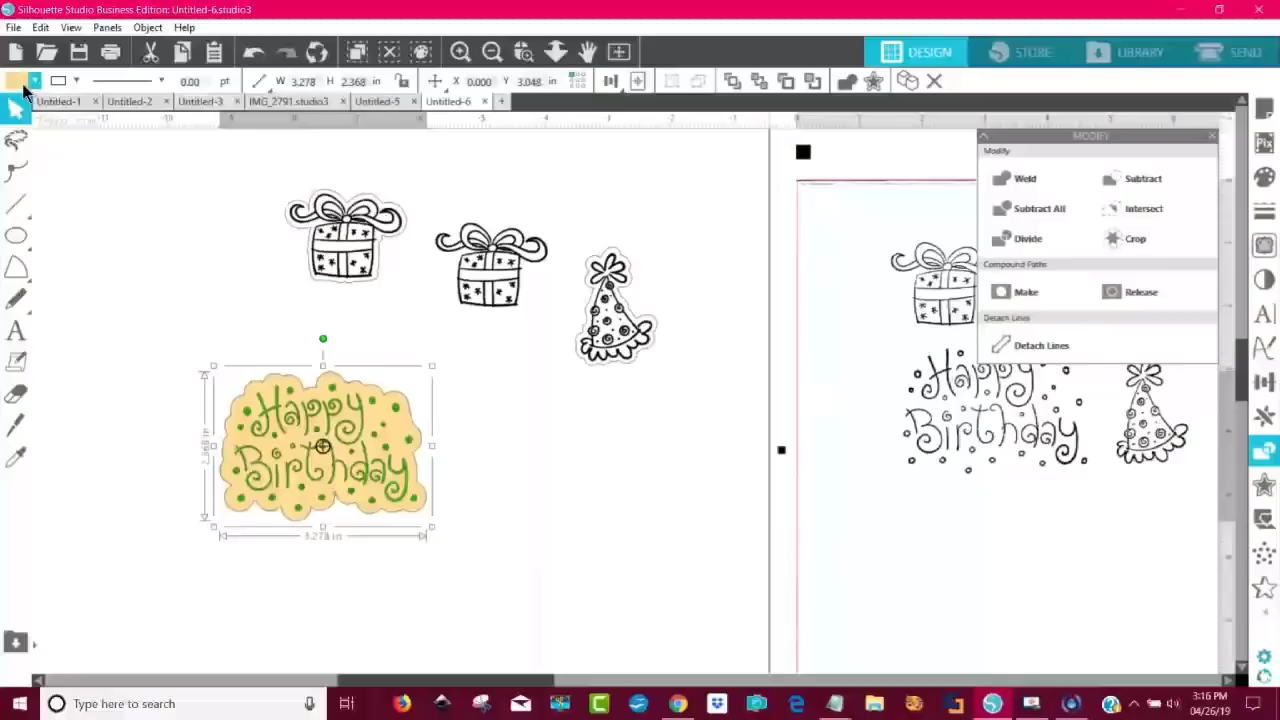 Silhouette Studio Business Edition: Untitled-6.studio3
File Edit View Panels Object Help
DESIGN STORE LIBRARY SEND
0.00 pt W 3.278 H 2.368 in X 0.000 Y 3.048 in
Untitled-1 Untitled-2 Untitled-3 IMG_2791.studio3 Untitled-5 Untitled-6
MODIFY
Modify
Weld Subtract
Subtract All Intersect
Divide Crop
Compound Paths
Make Release
Detach Lines
Detach Lines
Happy
Birthday
Happy
Birthday
3.278 in
Type here to search
3:16 PM
04/26/19